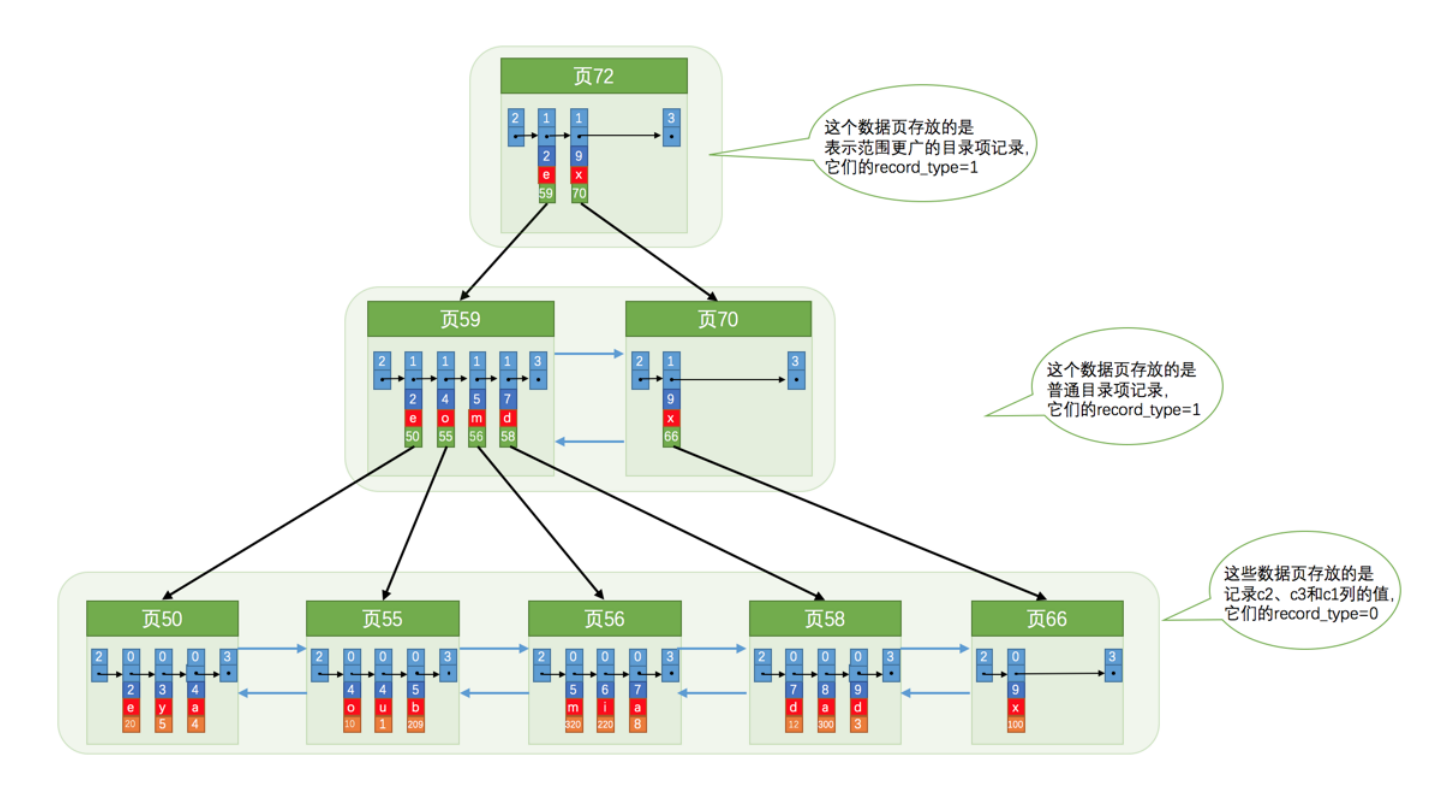 页72
2 1 1 3
2 9
e x
59 70
这个数据页存放的是
表示范围更广的目录项记录，
它们的record_type=1
页59 页70
2 1 1 1 1 3 2 1 3
2 4 5 7 9
e o m d x
50 55 56 58 66
这个数据页存放的是
普通目录项记录，
它们的record_type=1
这些数据页存放的是
记录c2、c3和c1列的值，
它们的record_type=0
页50 页55 页56 页58 页66
2 0 0 0 3 2 0 0 0 3 2 0 0 0 3 2 0 0 0 3 2 0 3
2 3 4 4 4 5 5 6 7 7 8 9 9
e y a o u b m i a d a d x
20 5 4 10 1 209 320 220 8 12 300 3 100